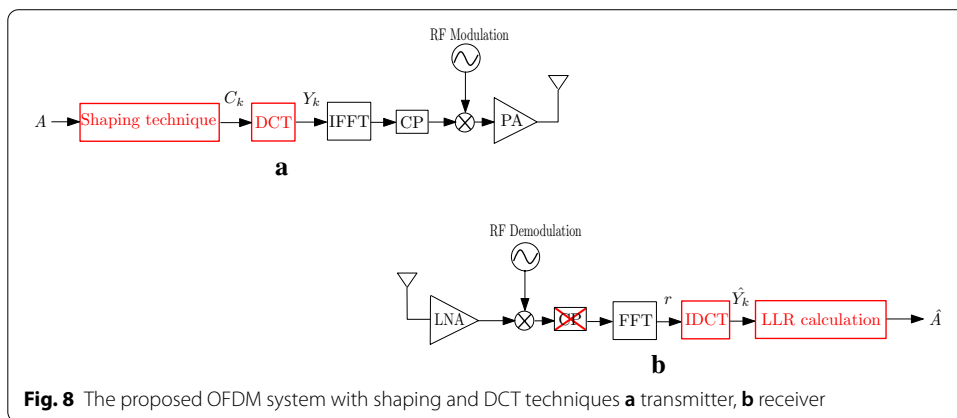 RF Modulation
A
Shaping technique
C_k
DCT
Y_k
IFFT
CP
PA
a
RF Demodulation
LNA
CP
FFT
r
IDCT
Ŷ_k
LLR calculation
Â
b
Fig. 8 The proposed OFDM system with shaping and DCT techniques a transmitter, b receiver